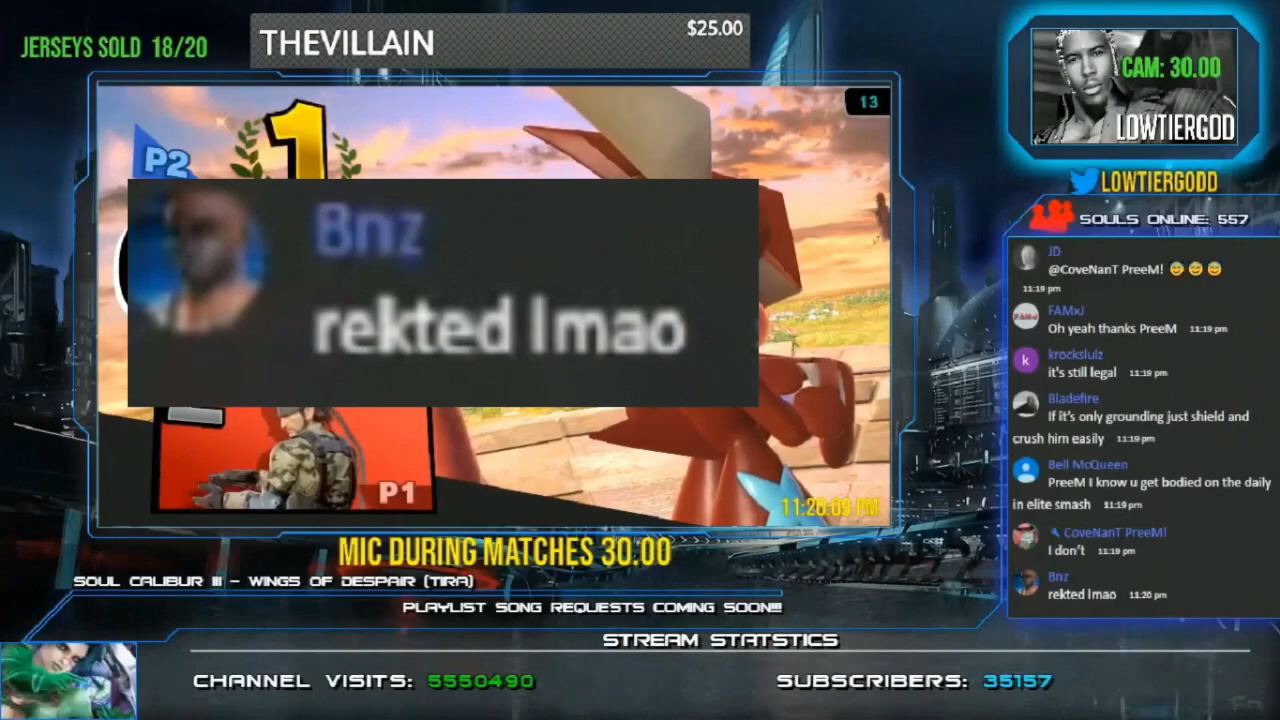 JERSEYS SOLD 18/20
THEVILLAIN
$25.00
CAM: 30.00
LOWTIERGOD
13
P2
1
LOWTIERGODD
SOULS ONLINE: 557
Bnz
rekted lmao
P1
11:20:09 PM
JD
@CoveNanT PreeM! 😇 😇 😇
11:19 pm
FAMxJ
Oh yeah thanks PreeM 11:19 pm
k
krockslulz
it's still legal 11:19 pm
Bladefire
If it's only grounding just shield and
crush him easily 11:19 pm
Bell McQueen
PreeM I know u get bodied on the daily
in elite smash 11:19 pm
CoveNanT PreeM!
I don't 11:19 pm
Bnz
rekted lmao 11:20 pm
MIC DURING MATCHES 30.00
SOUL CALIBUR III - WINGS OF DESPAIR (TIRA)
PLAYLIST SONG REQUESTS COMING SOON!!!
STREAM STATSTICS
CHANNEL VISITS: 5550490
SUBSCRIBERS: 35157